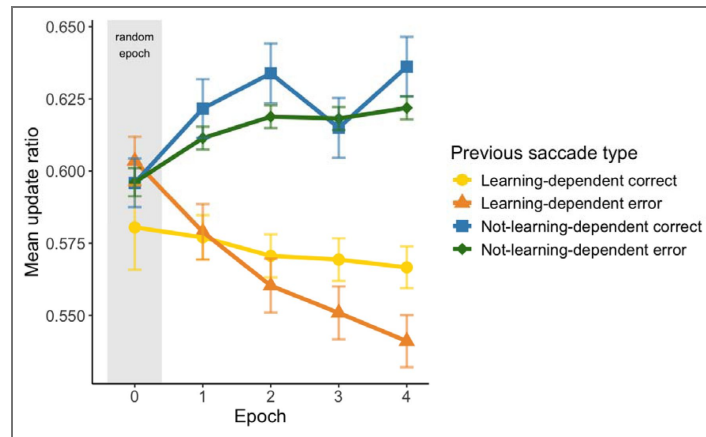 0.650
0.625
0.600
0.575
0.550
Mean update ratio
random
epoch
0 1 2 3 4
Epoch
Previous saccade type
Learning-dependent correct
Learning-dependent error
Not-learning-dependent correct
Not-learning-dependent error